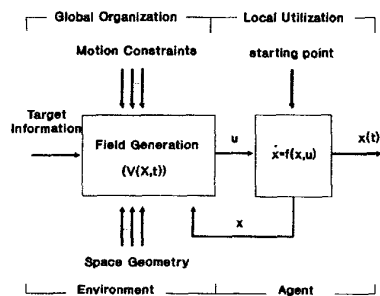 Global Organization
Local Utilization
Motion Constraints
starting point
Target
Information
Field Generation
(V(X,t))
u
ẋ=f(x,u)
x(t)
x
Space Geometry
Environment
Agent